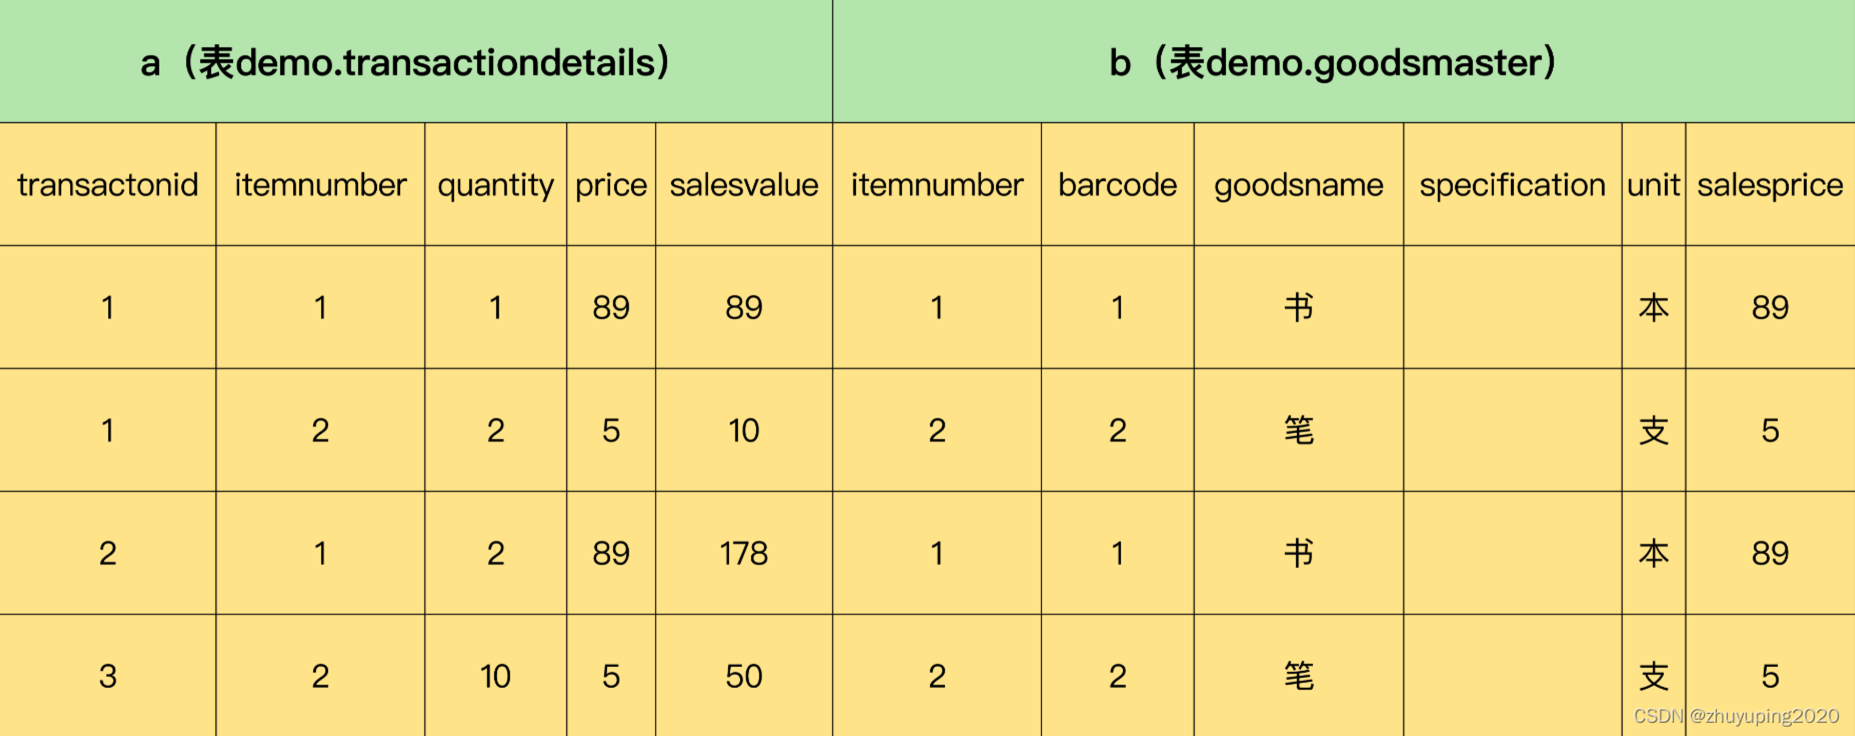 a（表demo.transactiondetails） b（表demo.goodsmaster）
transactonid itemnumber quantity price salesvalue itemnumber barcode goodsname specification unit salesprice
1 1 1 89 89 1 1 书 本 89
1 2 2 5 10 2 2 笔 支 5
2 1 2 89 178 1 1 书 本 89
3 2 10 5 50 2 2 笔 支 5
CSDN @zhuyuping2020